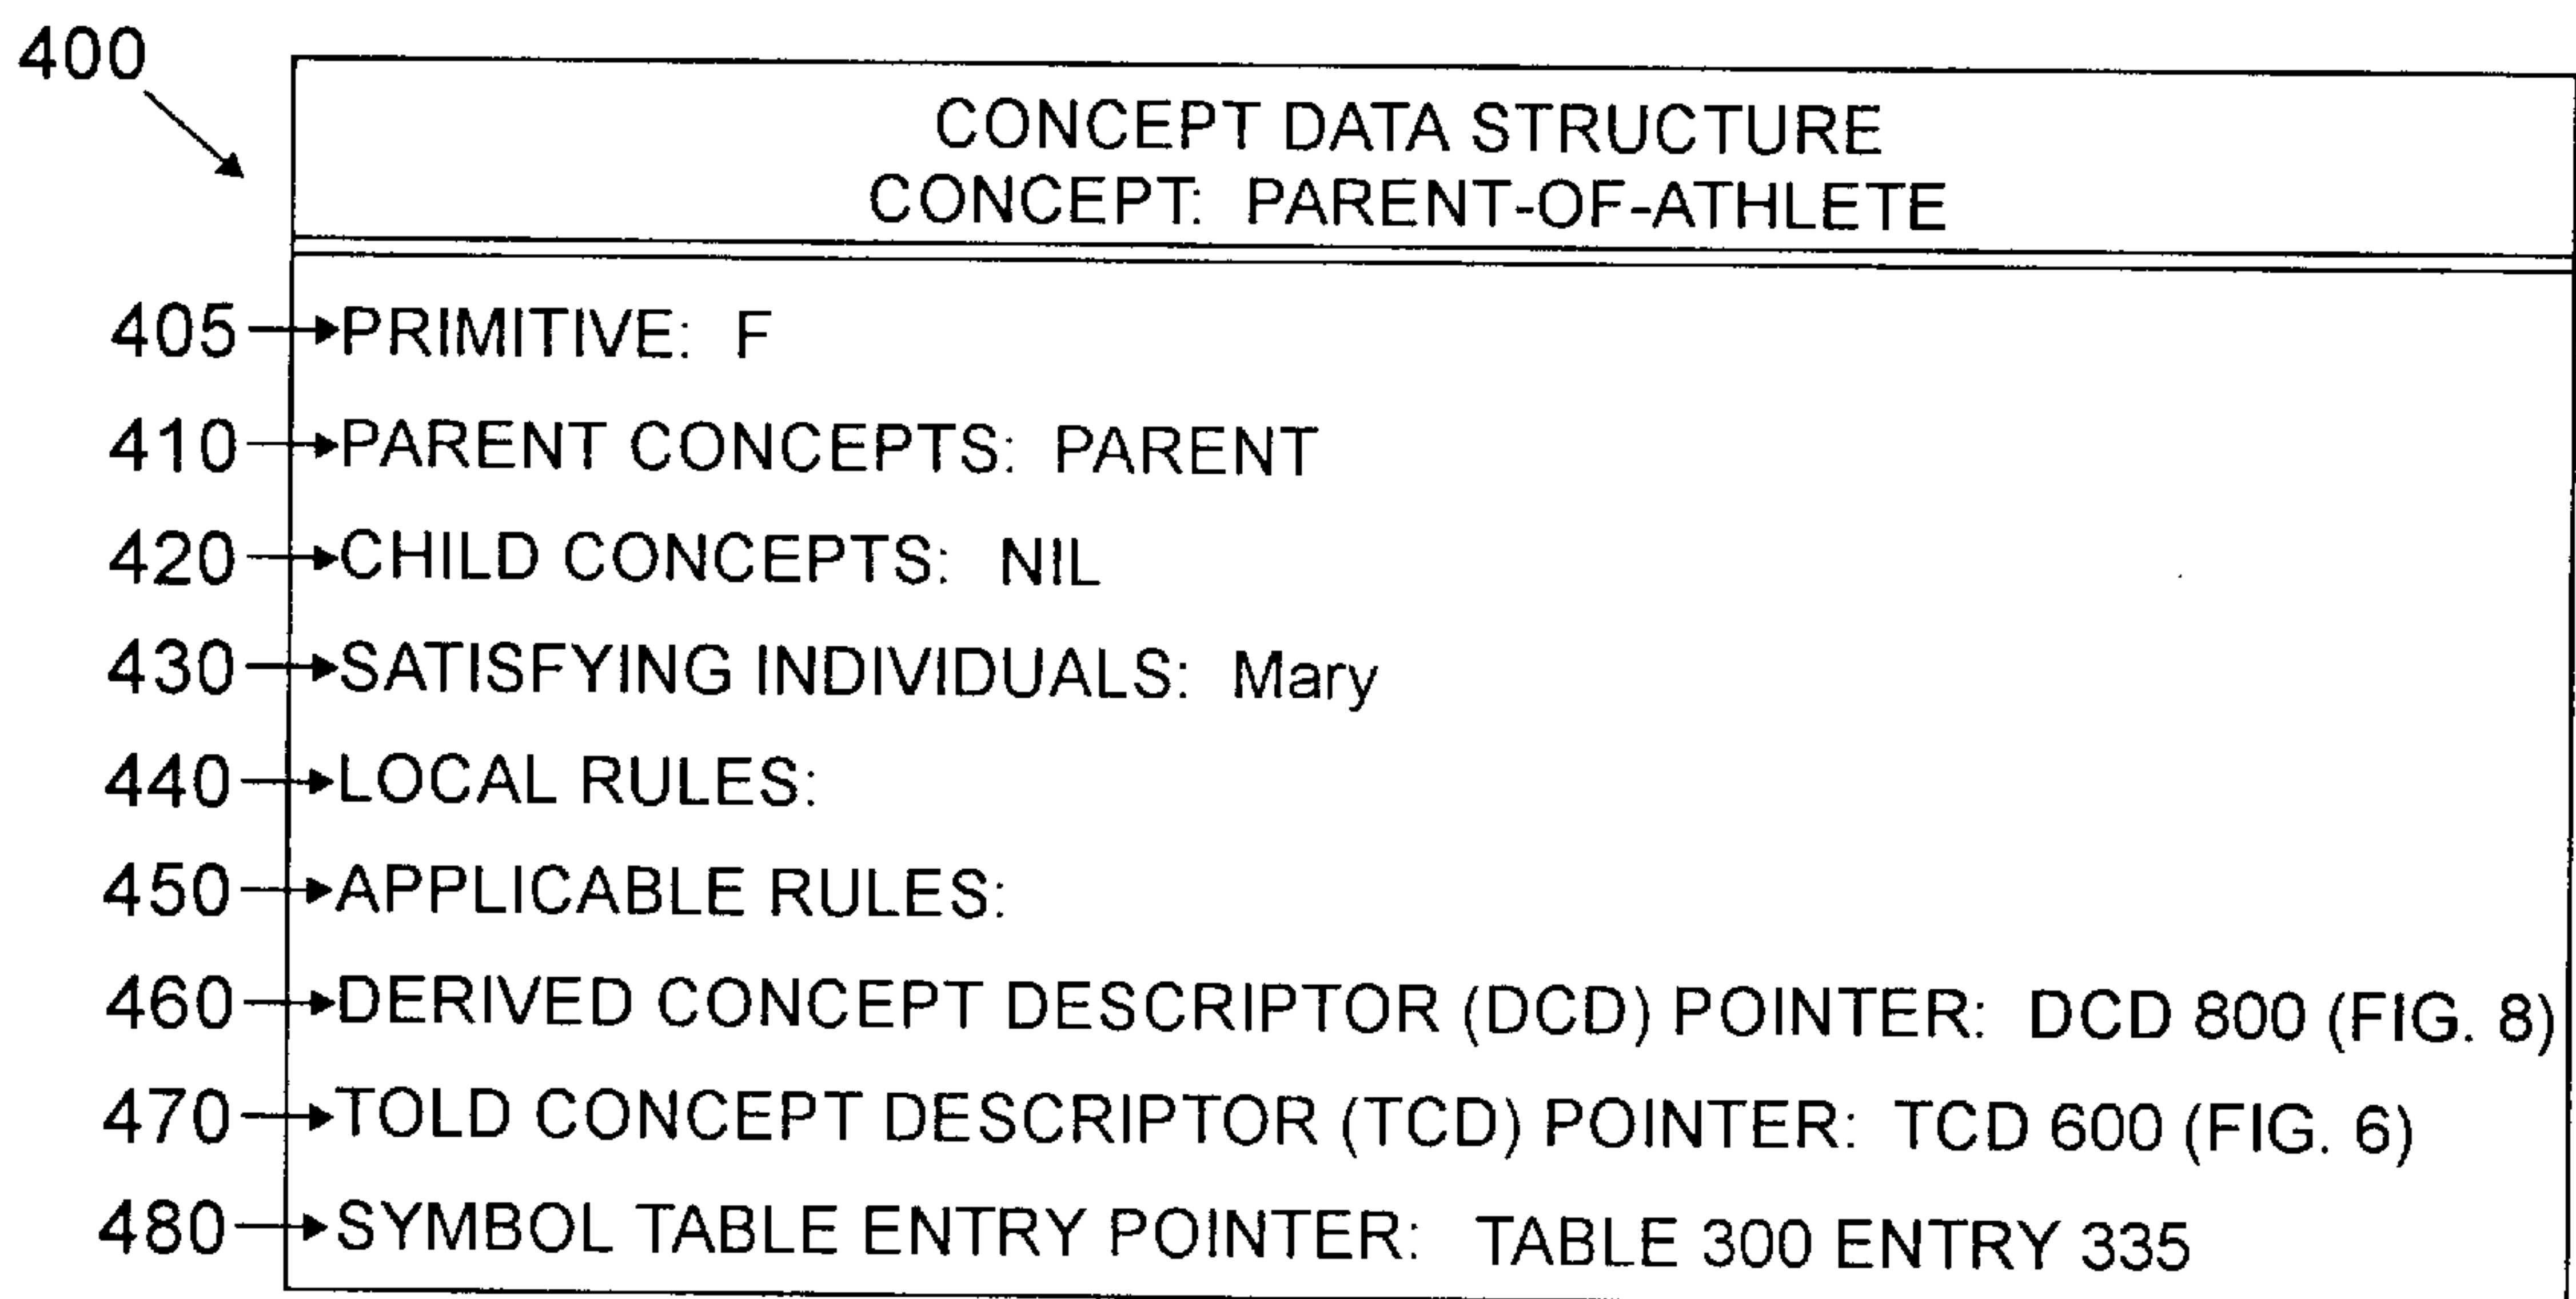 400
CONCEPT DATA STRUCTURE
CONCEPT: PARENT-OF-ATHLETE
405 PRIMITIVE: F
410 PARENT CONCEPTS: PARENT
420 CHILD CONCEPTS: NIL
430 SATISFYING INDIVIDUALS: Mary
440 LOCAL RULES:
450 APPLICABLE RULES:
460 DERIVED CONCEPT DESCRIPTOR (DCD) POINTER: DCD 800 (FIG. 8)
470 TOLD CONCEPT DESCRIPTOR (TCD) POINTER: TCD 600 (FIG. 6)
480 SYMBOL TABLE ENTRY POINTER: TABLE 300 ENTRY 335